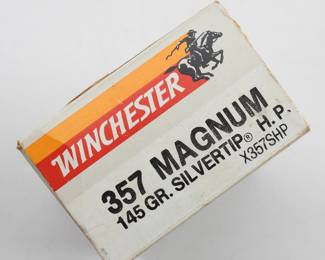 WINCHESTER
357 MAGNUM
145 GR. SILVERTIP® H.P.
X357SHP